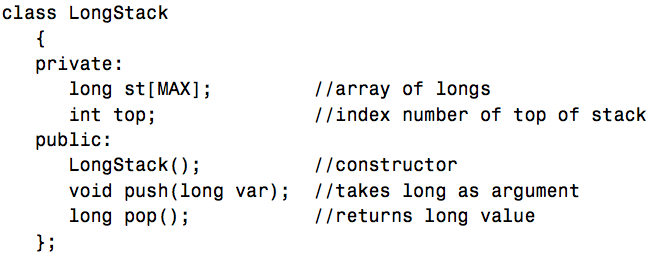 class LongStack
   {
   private:
      long st[MAX];         //array of longs
      int top;              //index number of top of stack
   public:
      LongStack();          //constructor
      void push(long var);  //takes long as argument
      long pop();           //returns long value
   };